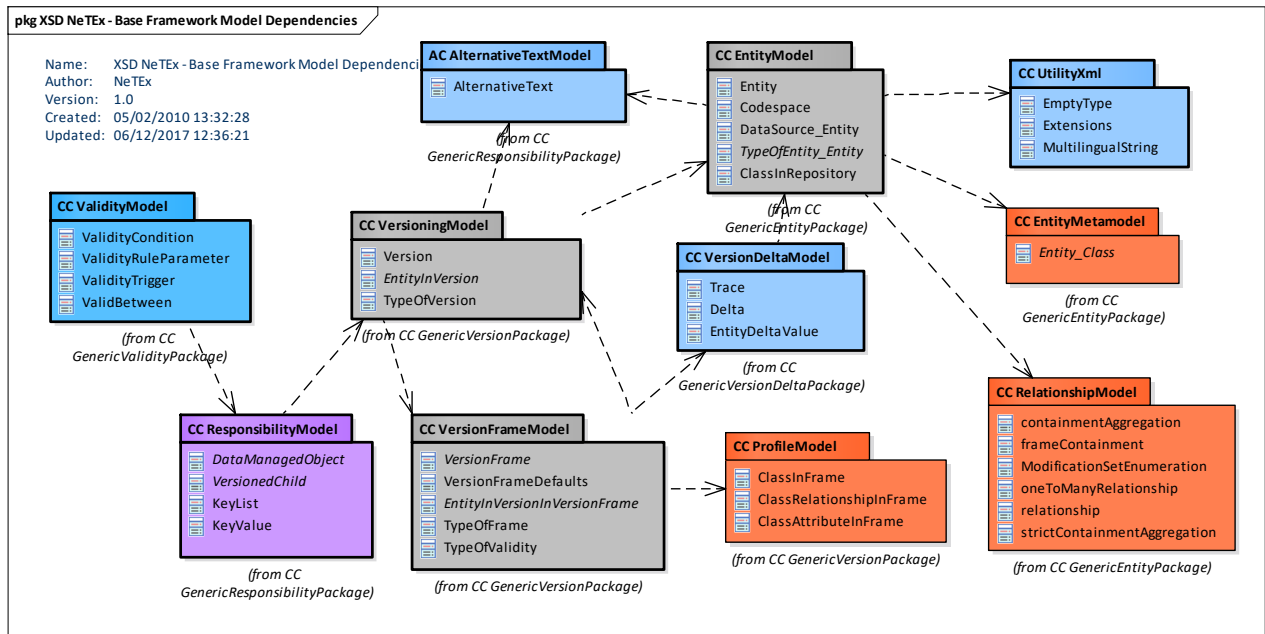 pkg XSD NeTEx - Base Framework Model Dependencies
Name: XSD NeTEx - Base Framework Model Dependenci
Author: NeTEx
Version: 1.0
Created: 05/02/2010 13:32:28
Updated: 06/12/2017 12:36:21
AC AlternativeTextModel
AlternativeText
(from CC
GenericResponsibilityPackage)
CC EntityModel
Entity
Codespace
DataSource_Entity
TypeOfEntity_Entity
ClassInRepository
(from CC
GenericEntityPackage)
CC UtilityXml
EmptyType
Extensions
MultilingualString
CC ValidityModel
ValidityCondition
ValidityRuleParameter
ValidityTrigger
ValidBetween
(from CC
GenericValidityPackage)
CC VersioningModel
Version
EntityInVersion
TypeOfVersion
(from CC GenericVersionPackage)
CC VersionDeltaModel
Trace
Delta
EntityDeltaValue
(from CC
GenericVersionDeltaPackage)
CC EntityMetamodel
Entity_Class
(from CC
GenericEntityPackage)
CC ResponsibilityModel
DataManagedObject
VersionedChild
KeyList
KeyValue
(from CC
GenericResponsibilityPackage)
CC VersionFrameModel
VersionFrame
VersionFrameDefaults
EntityInVersionInVersionFrame
TypeOfFrame
TypeOfValidity
(from CC GenericVersionPackage)
CC ProfileModel
ClassInFrame
ClassRelationshipInFrame
ClassAttributeInFrame
(from CC GenericVersionPackage)
CC RelationshipModel
containmentAggregation
frameContainment
ModificationSetEnumeration
oneToManyRelationship
relationship
strictContainmentAggregation
(from CC GenericEntityPackage)